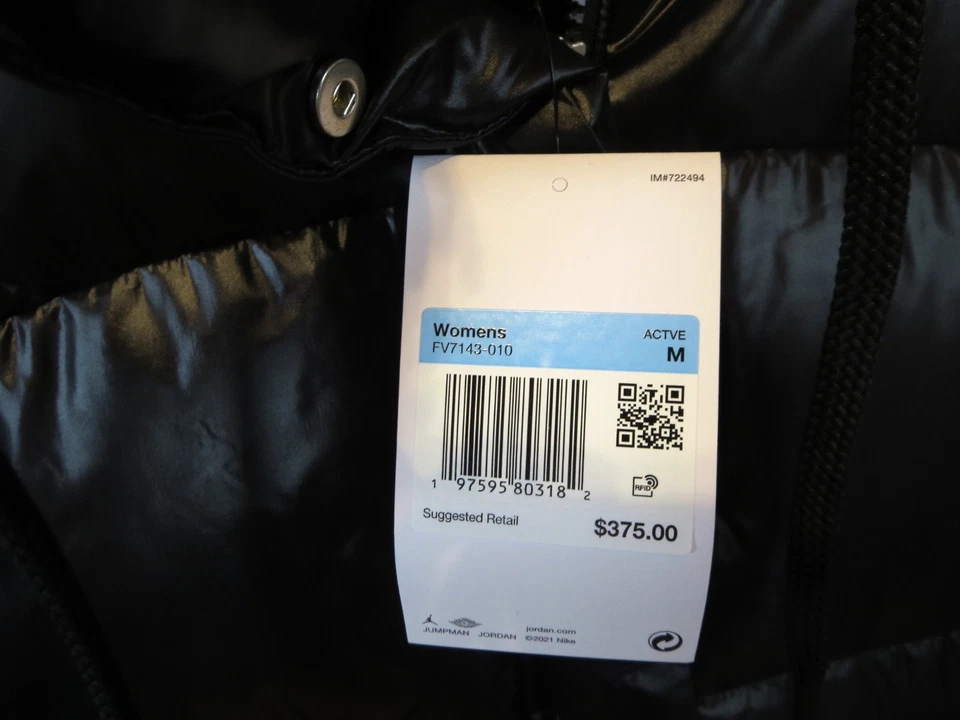 IM#722494
Womens
ACTVE
FV7143-010
M
1 97595 80318 2
RFID
Suggested Retail
$375.00
jordan.com
JUMPMAN JORDAN ©2021 Nike